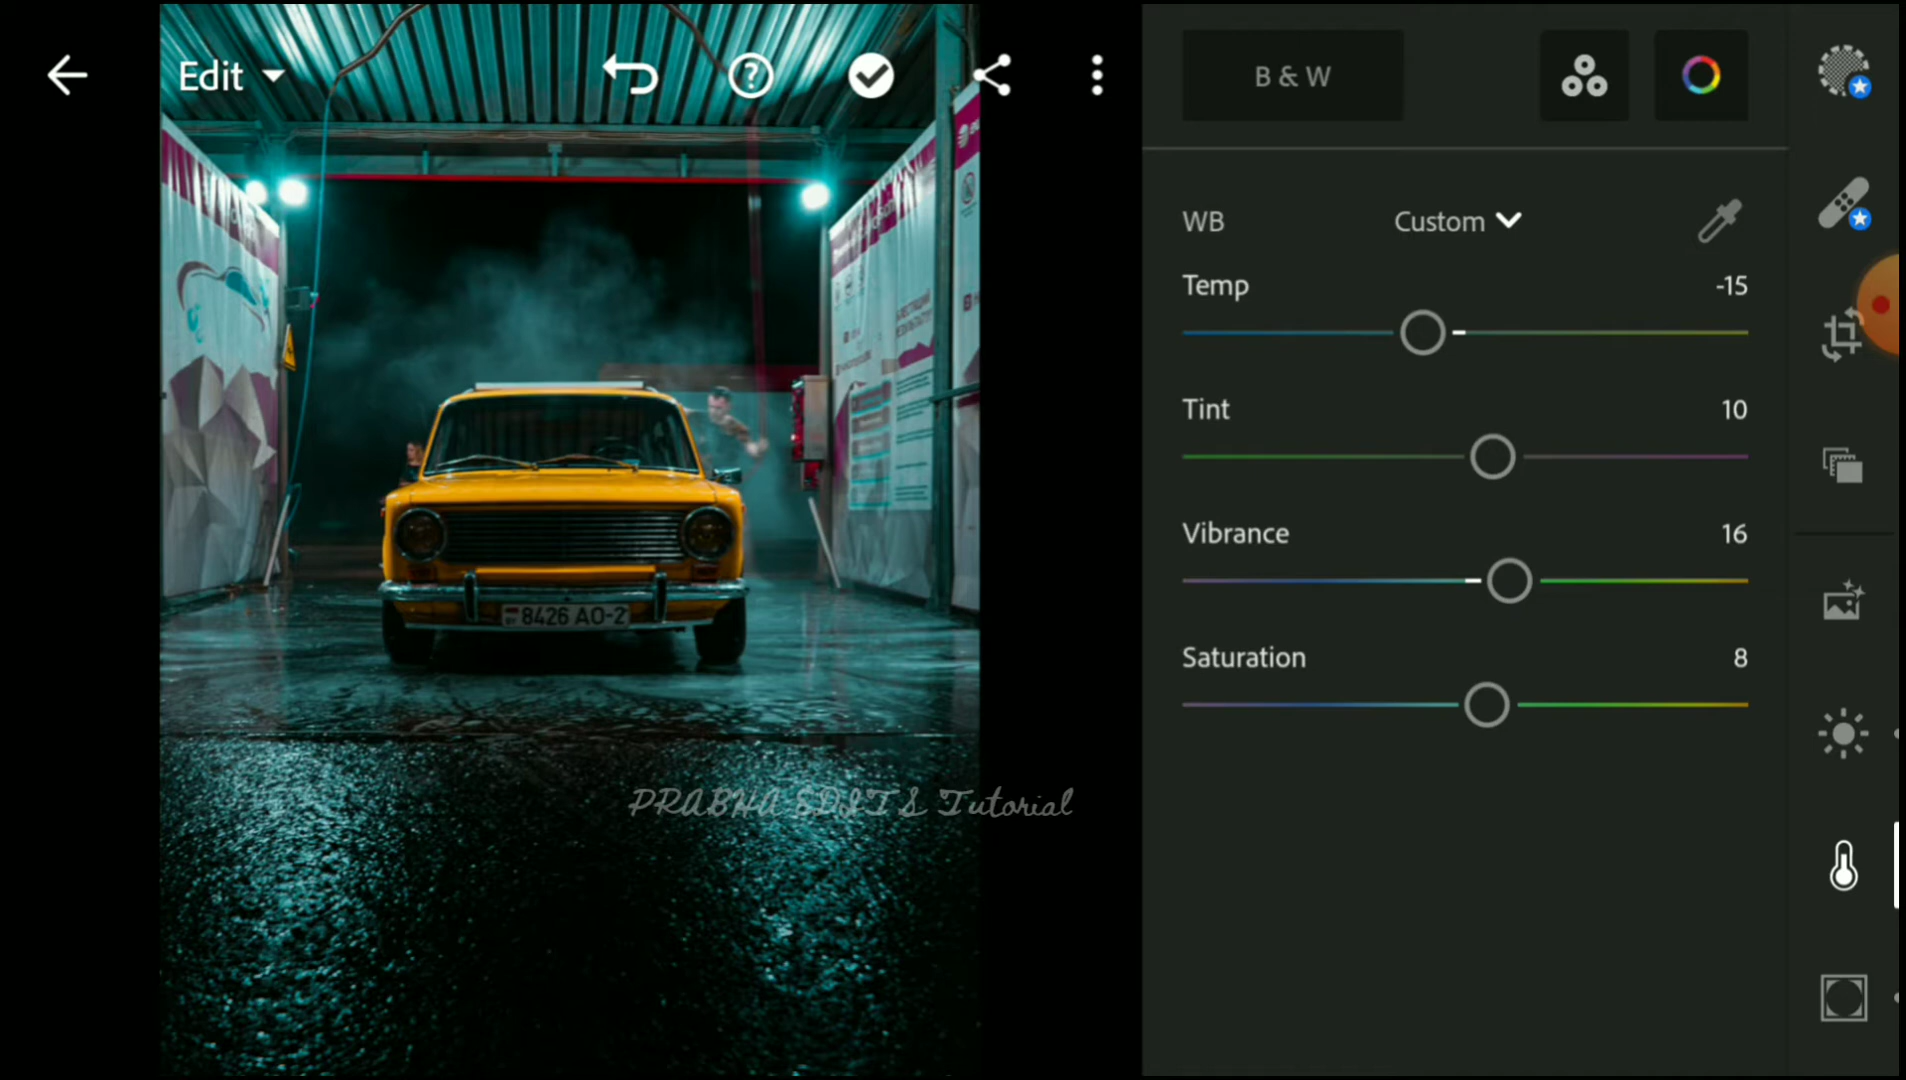 Edit
B & W
WB
Custom
Temp
-15
Tint
10
Vibrance
16
Saturation
8
8426 AO-2
PRABHA EDITS Tutorial